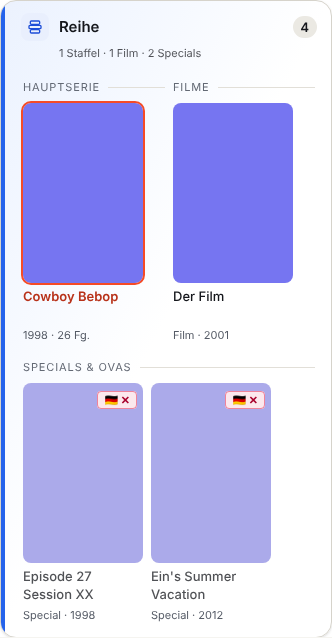 Reihe
4
1 Staffel · 1 Film · 2 Specials
HAUPTSERIE
FILME
Cowboy Bebop
Der Film
1998 · 26 Fg.
Film · 2001
SPECIALS & OVAS
🇩🇪 ×
🇩🇪 ×
Episode 27
Session XX
Ein's Summer
Vacation
Special · 1998
Special · 2012